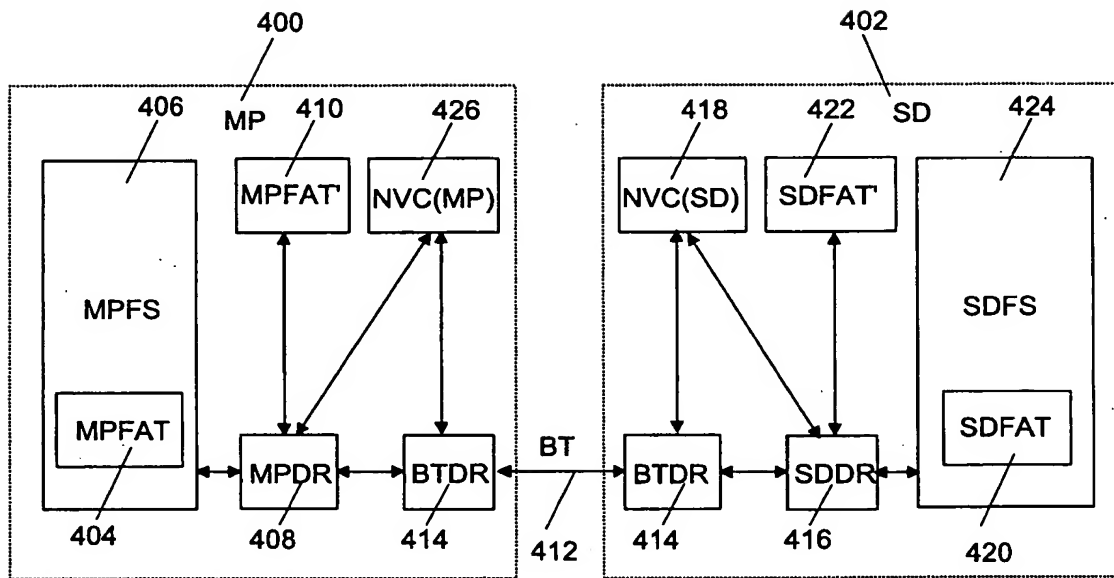 400
402
406
MP
410
426
418
422
SD
424
MPFAT'
NVC(MP)
NVC(SD)
SDFAT'
MPFS
SDFS
MPFAT
MPDR
BTDR
BT
BTDR
SDDR
SDFAT
404
408
414
412
414
416
420